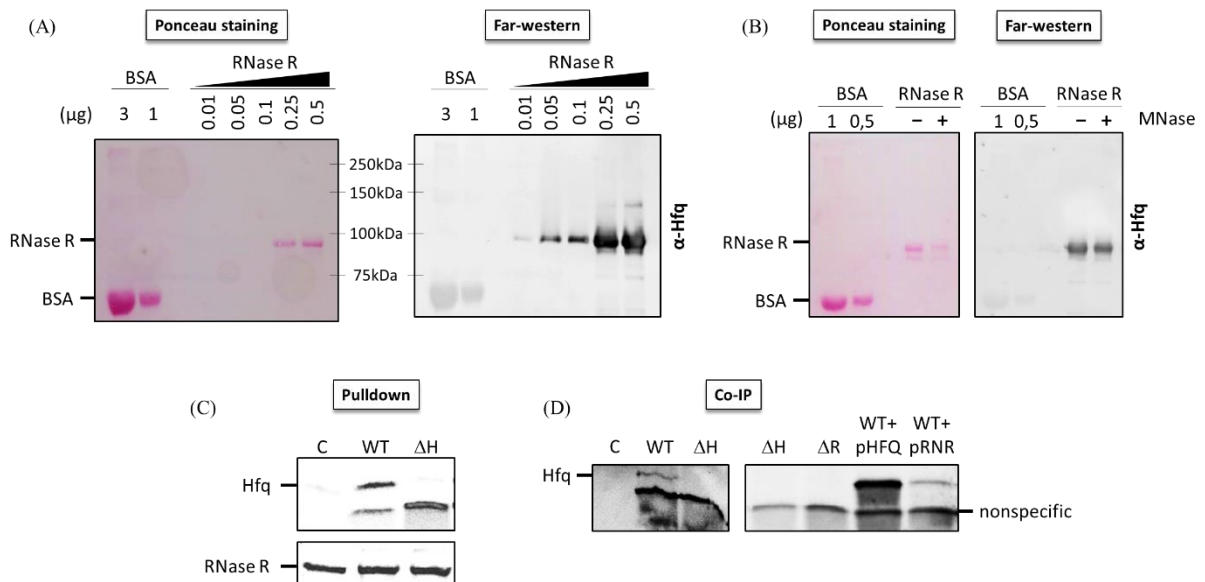 (A)
Ponceau staining
Far-western
BSA
RNase R
BSA
RNase R
(µg)
3 1
0.01 0.05 0.1 0.25 0.5
3 1
0.01 0.05 0.1 0.25 0.5
250kDa
150kDa
100kDa
75kDa
RNase R
BSA
α-Hfq
(B)
Ponceau staining
Far-western
BSA
RNase R
BSA
RNase R
(µg)
1 0,5 – +
1 0,5 – +
MNase
RNase R
BSA
α-Hfq
(C)
Pulldown
C WT ΔH
Hfq
RNase R
(D)
Co-IP
C WT ΔH
ΔH ΔR WT+ pHFQ WT+ pRNR
Hfq
nonspecific